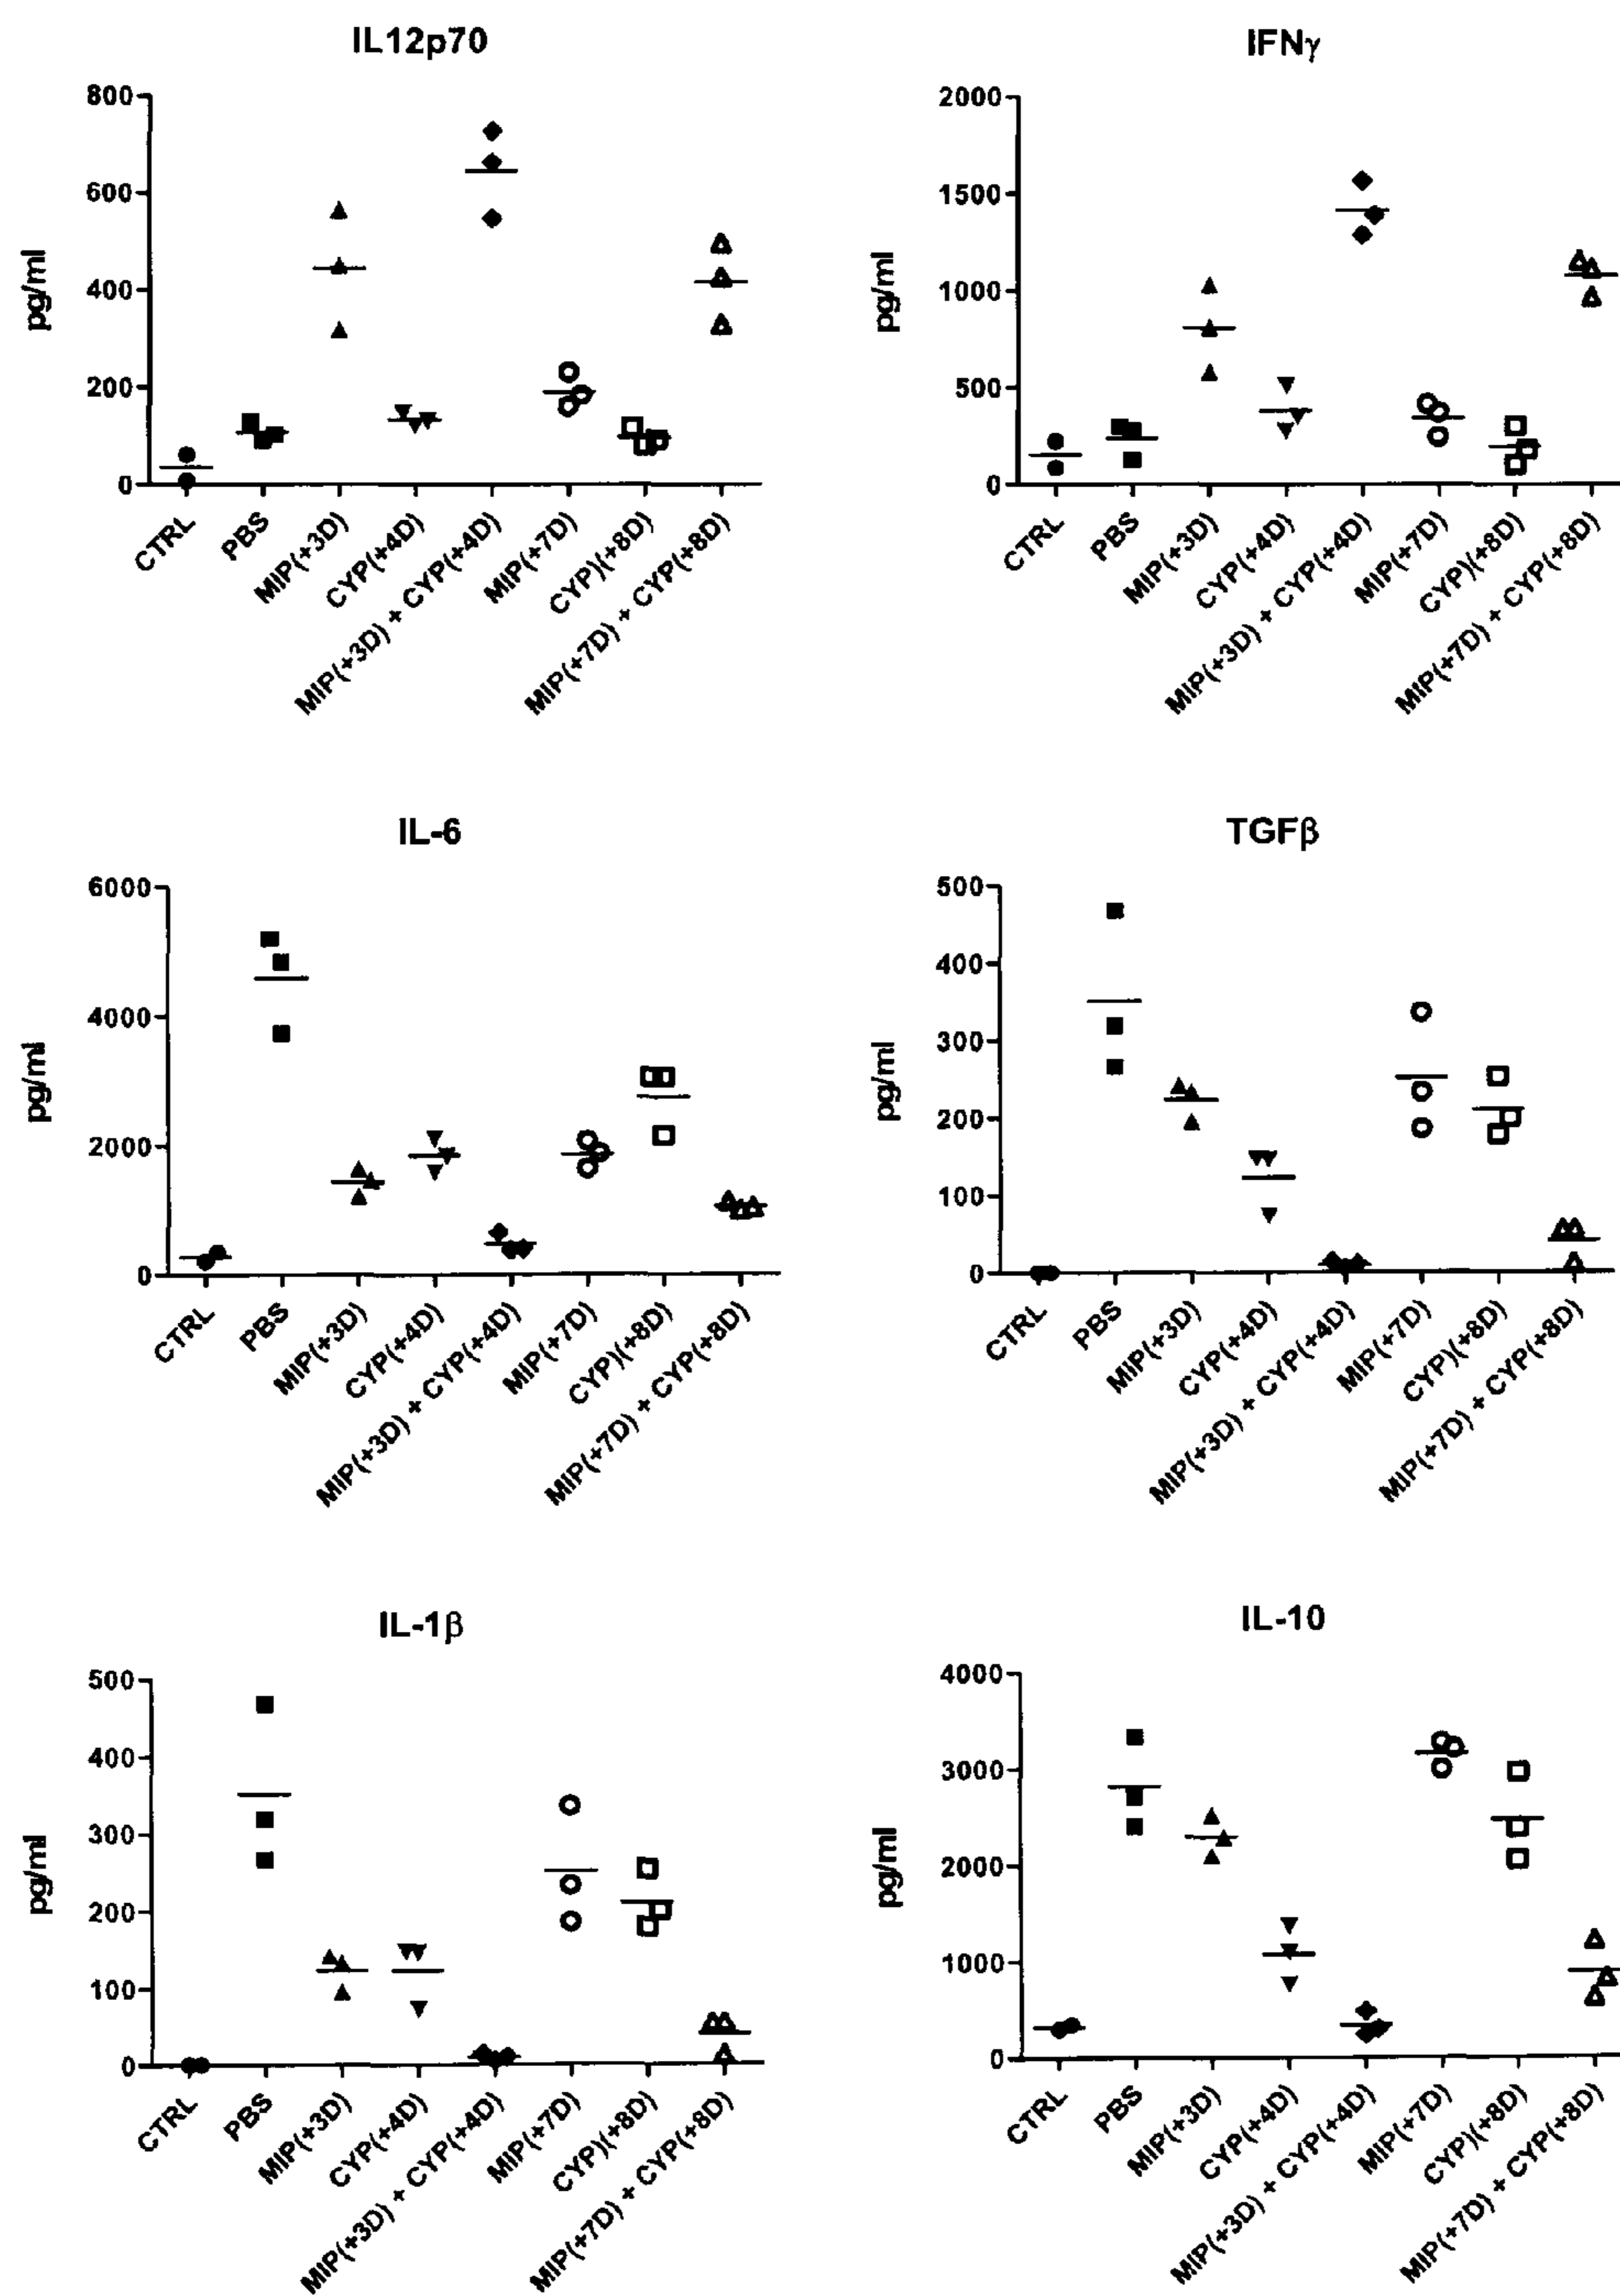 IL12p70
pg/ml
800
600
400
200
0
CTRL
PBS
MIP(+3D)
CYP(+4D)
MIP(+3D) + CYP(+4D)
MIP(+7D)
CYP)(+8D)
MIP(+7D) + CYP(+8D)
IFNγ
pg/ml
2000
1500
1000
500
0
CTRL
PBS
MIP(+3D)
CYP(+4D)
MIP(+3D) + CYP(+4D)
MIP(+7D)
CYP)(+8D)
MIP(+7D) + CYP(+8D)
IL-6
pg/ml
6000
4000
2000
0
CTRL
PBS
MIP(+3D)
CYP(+4D)
MIP(+3D) + CYP(+4D)
MIP(+7D)
CYP)(+8D)
MIP(+7D) + CYP(+8D)
TGFβ
pg/ml
500
400
300
200
100
0
CTRL
PBS
MIP(+3D)
CYP(+4D)
MIP(+3D) + CYP(+4D)
MIP(+7D)
CYP)(+8D)
MIP(+7D) + CYP(+8D)
IL-1β
pg/ml
500
400
300
200
100
0
CTRL
PBS
MIP(+3D)
CYP(+4D)
MIP(+3D) + CYP(+4D)
MIP(+7D)
CYP)(+8D)
MIP(+7D) + CYP(+8D)
IL-10
pg/ml
4000
3000
2000
1000
0
CTRL
PBS
MIP(+3D)
CYP(+4D)
MIP(+3D) + CYP(+4D)
MIP(+7D)
CYP)(+8D)
MIP(+7D) + CYP(+8D)